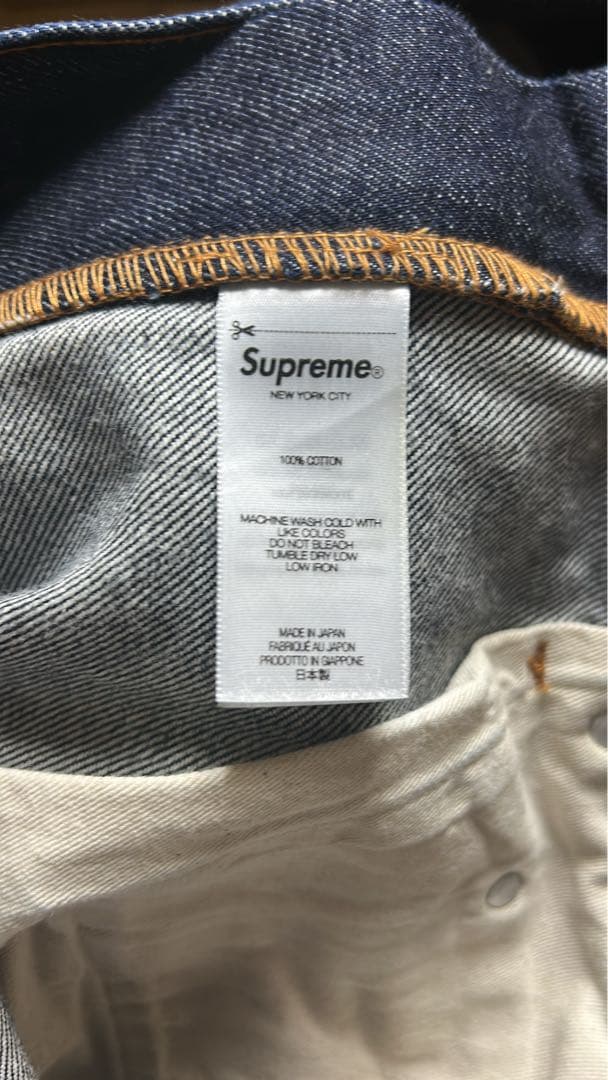 Supreme®
NEW YORK CITY
100% COTTON
MACHINE WASH COLD WITH
LIKE COLORS
DO NOT BLEACH
TUMBLE DRY LOW
LOW IRON
MADE IN JAPAN
FABRIQUÉ AU JAPON
PRODOTTO IN GIAPPONE
日本製